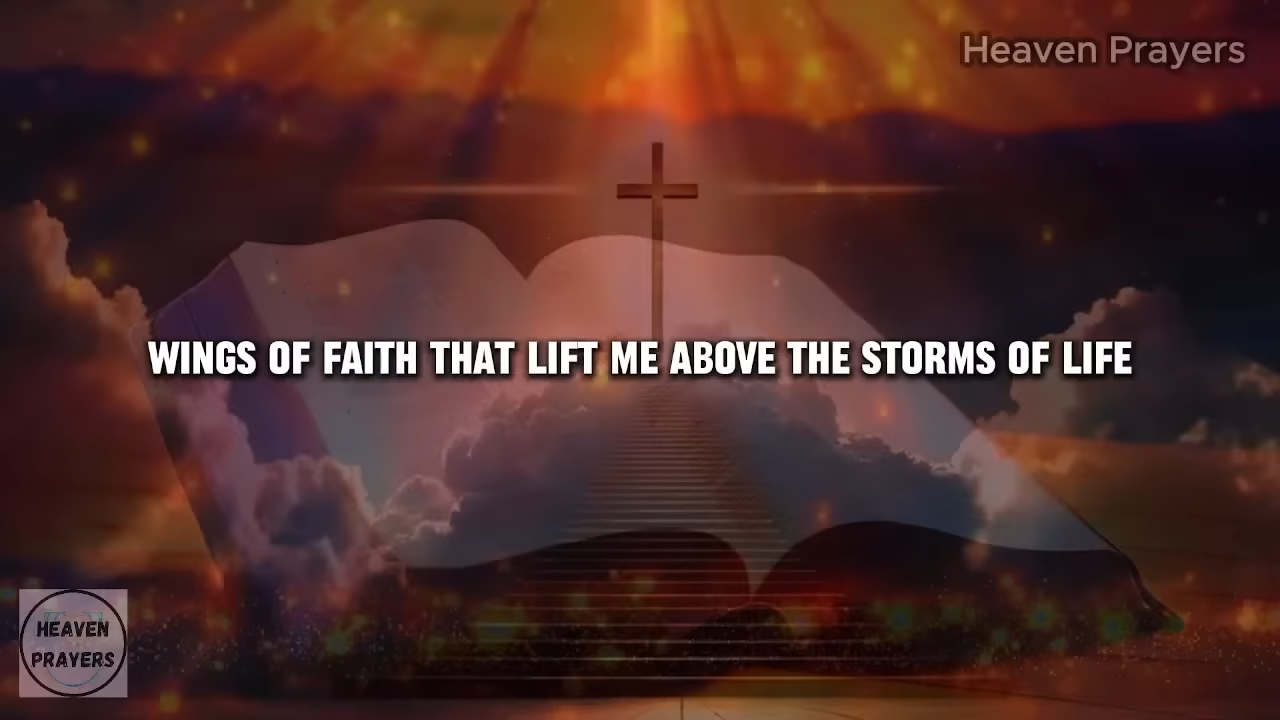 Heaven Prayers
WINGS OF FAITH THAT LIFT ME ABOVE THE STORMS OF LIFE
HEAVEN
PRAYERS